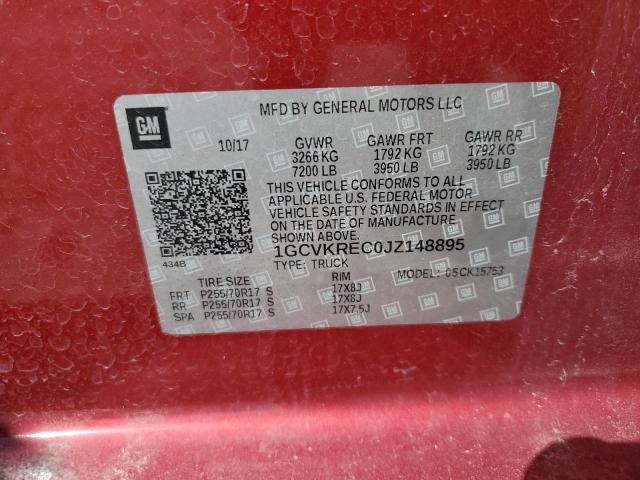 GM
MFD BY GENERAL MOTORS LLC
10/17
GVWR GAWR FRT GAWR RR
3266 KG 1792 KG 1792 KG
7200 LB 3950 LB 3950 LB
THIS VEHICLE CONFORMS TO ALL
APPLICABLE U.S. FEDERAL MOTOR
VEHICLE SAFETY STANDARDS IN EFFECT
ON THE DATE OF MANUFACTURE
SHOWN ABOVE.
1GCVKREC0JZ148895
434B
TYPE: TRUCK MODEL: 05CK15753
TIRE SIZE RIM
FRT P255/70R17 S 17X8J
RR P255/70R17 S 17X8J
SPA P255/70R17 S 17X7.5J